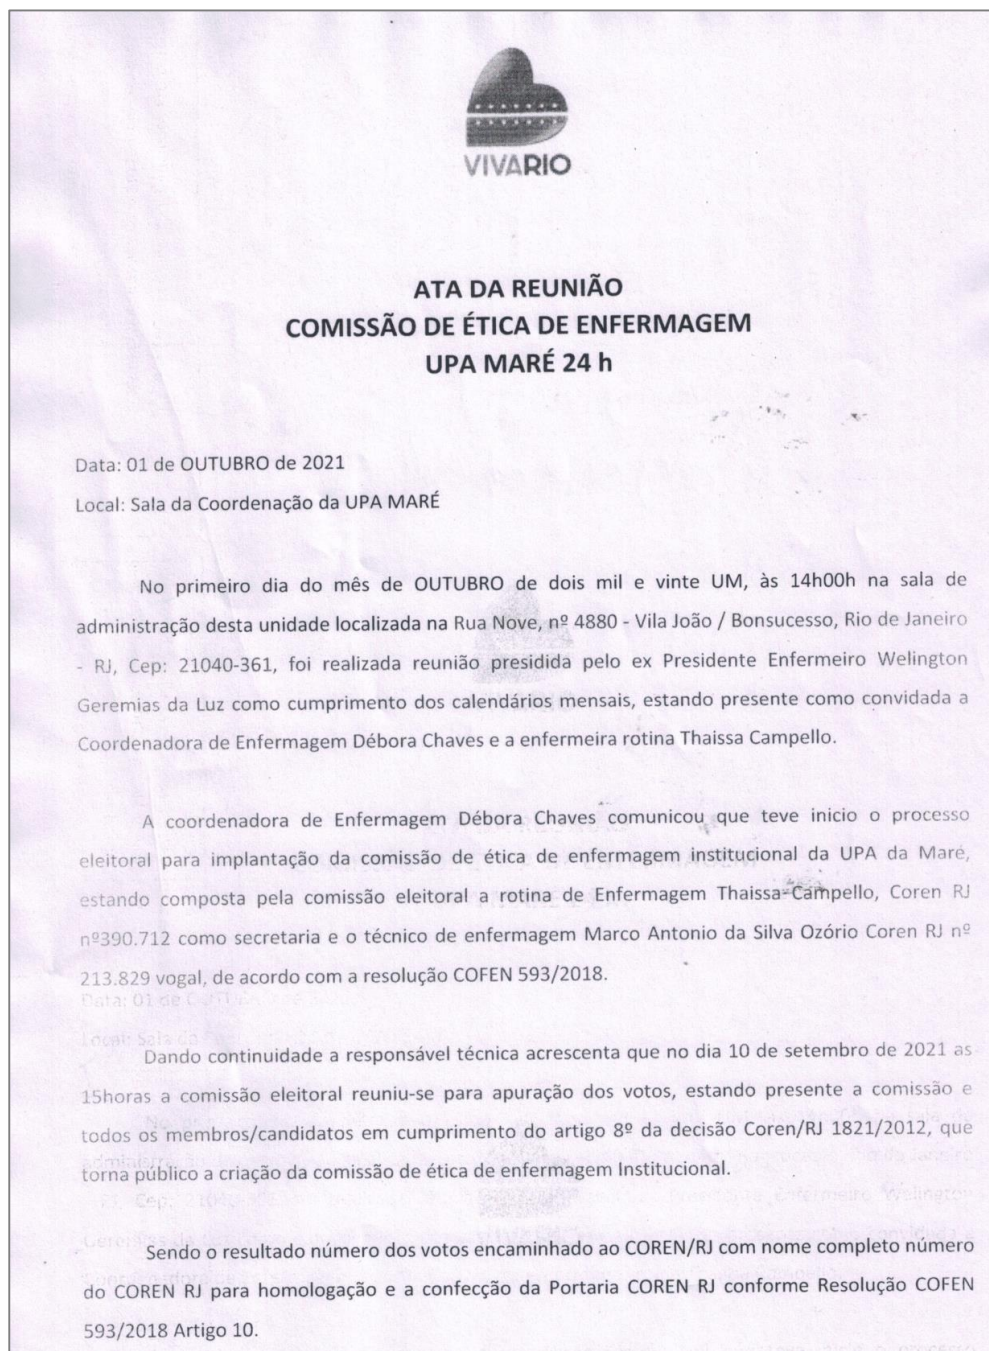 VIVARIO
ATA DA REUNIÃO
COMISSÃO DE ÉTICA DE ENFERMAGEM
UPA MARÉ 24 h
Data: 01 de OUTUBRO de 2021
Local: Sala da Coordenação da UPA MARÉ
No primeiro dia do mês de OUTUBRO de dois mil e vinte UM, às 14h00h na sala de
administração desta unidade localizada na Rua Nove, nº 4880 - Vila João / Bonsucesso, Rio de Janeiro
- RJ, Cep: 21040-361, foi realizada reunião presidida pelo ex Presidente Enfermeiro Welington
Geremias da Luz como cumprimento dos calendários mensais, estando presente como convidada a
Coordenadora de Enfermagem Débora Chaves e a enfermeira rotina Thaissa Campello.
A coordenadora de Enfermagem Débora Chaves comunicou que teve inicio o processo
eleitoral para implantação da comissão de ética de enfermagem institucional da UPA da Maré,
estando composta pela comissão eleitoral a rotina de Enfermagem Thaissa Campello, Coren RJ
nº390.712 como secretaria e o técnico de enfermagem Marco Antonio da Silva Ozório Coren RJ nº
213.829 vogal, de acordo com a resolução COFEN 593/2018.
Dando continuidade a responsável técnica acrescenta que no dia 10 de setembro de 2021 as
15horas a comissão eleitoral reuniu-se para apuração dos votos, estando presente a comissão e
todos os membros/candidatos em cumprimento do artigo 8º da decisão Coren/RJ 1821/2012, que
torna público a criação da comissão de ética de enfermagem Institucional.
Sendo o resultado número dos votos encaminhado ao COREN/RJ com nome completo número
do COREN RJ para homologação e a confecção da Portaria COREN RJ conforme Resolução COFEN
593/2018 Artigo 10.